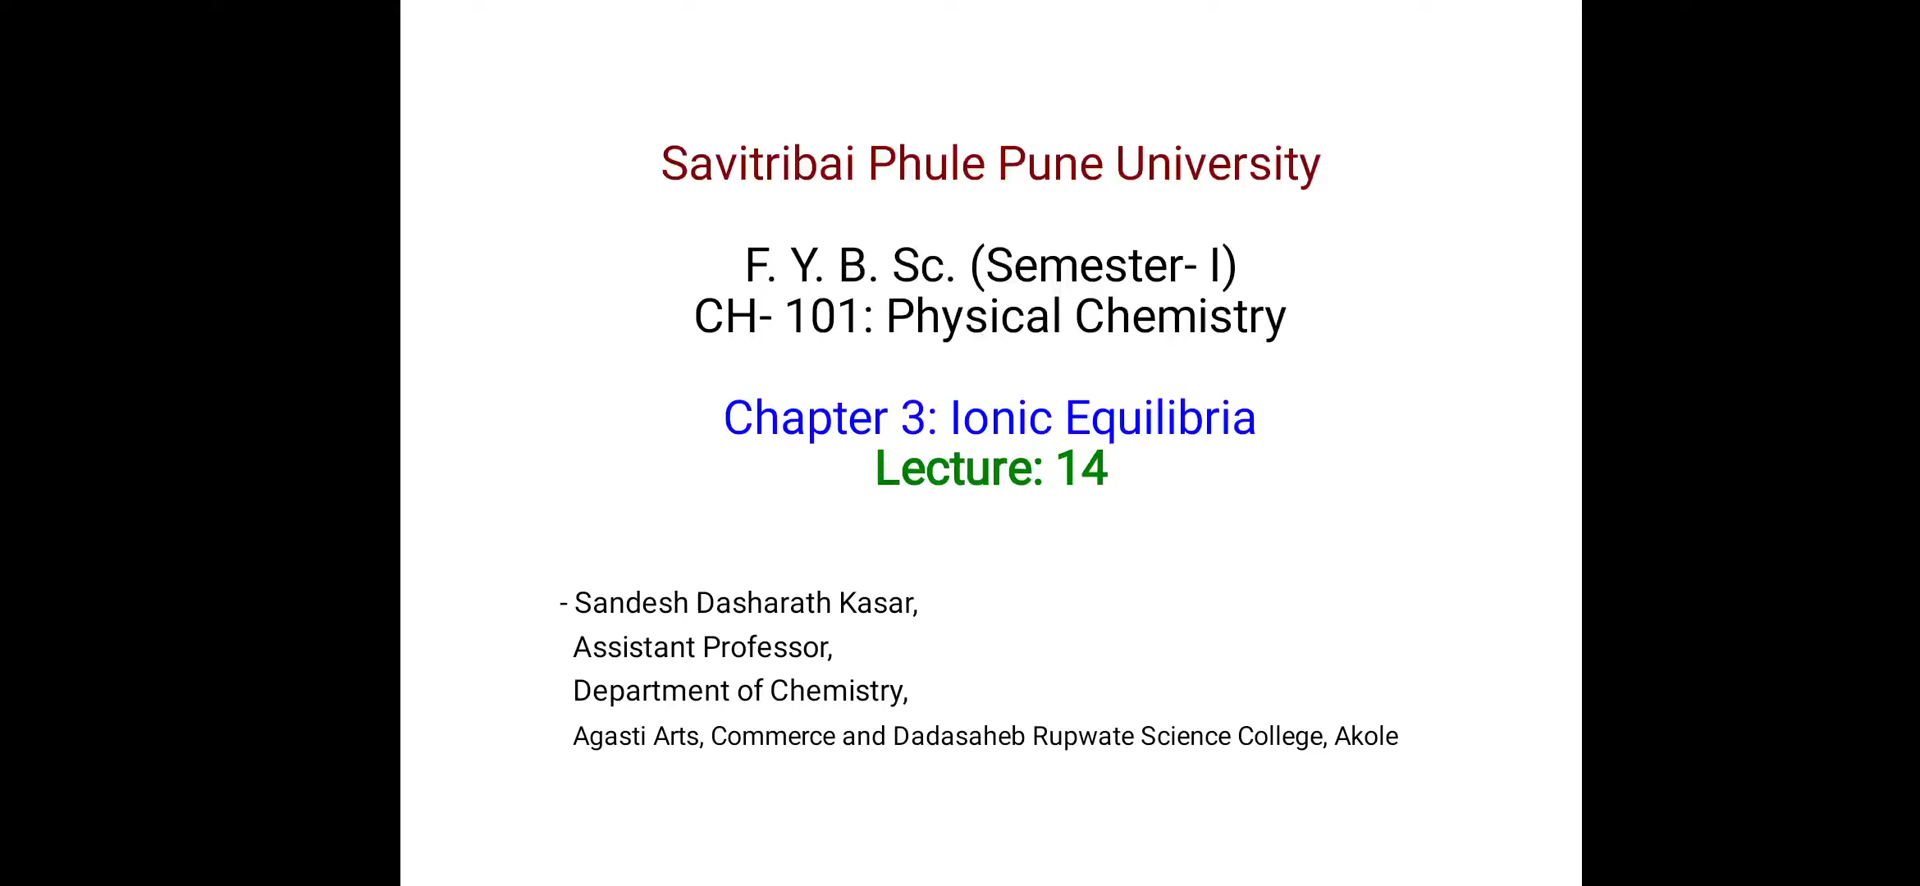 Savitribai Phule Pune University
F. Y. B. Sc. (Semester- I)
CH- 101: Physical Chemistry
Chapter 3: Ionic Equilibria
Lecture: 14
- Sandesh Dasharath Kasar,
Assistant Professor,
Department of Chemistry,
Agasti Arts, Commerce and Dadasaheb Rupwate Science College, Akole